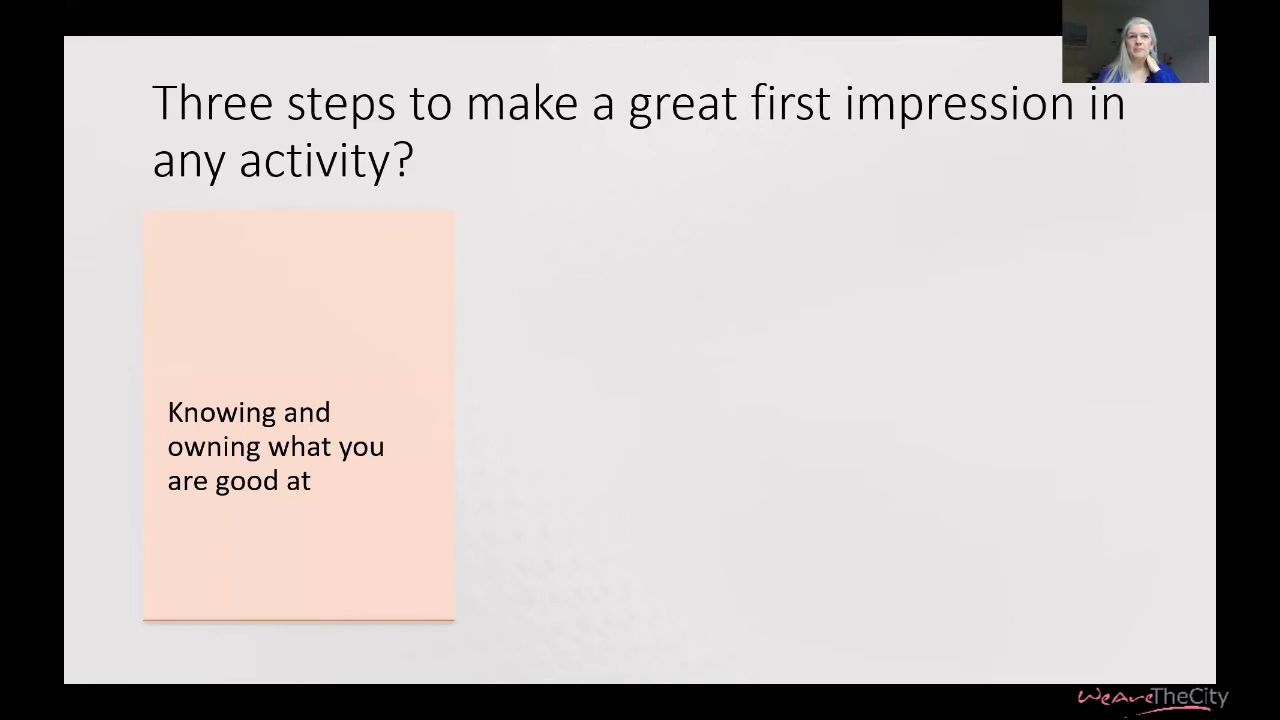 Three steps to make a great first impression in
any activity?
Knowing and
owning what you
are good at
WeAreTheCity